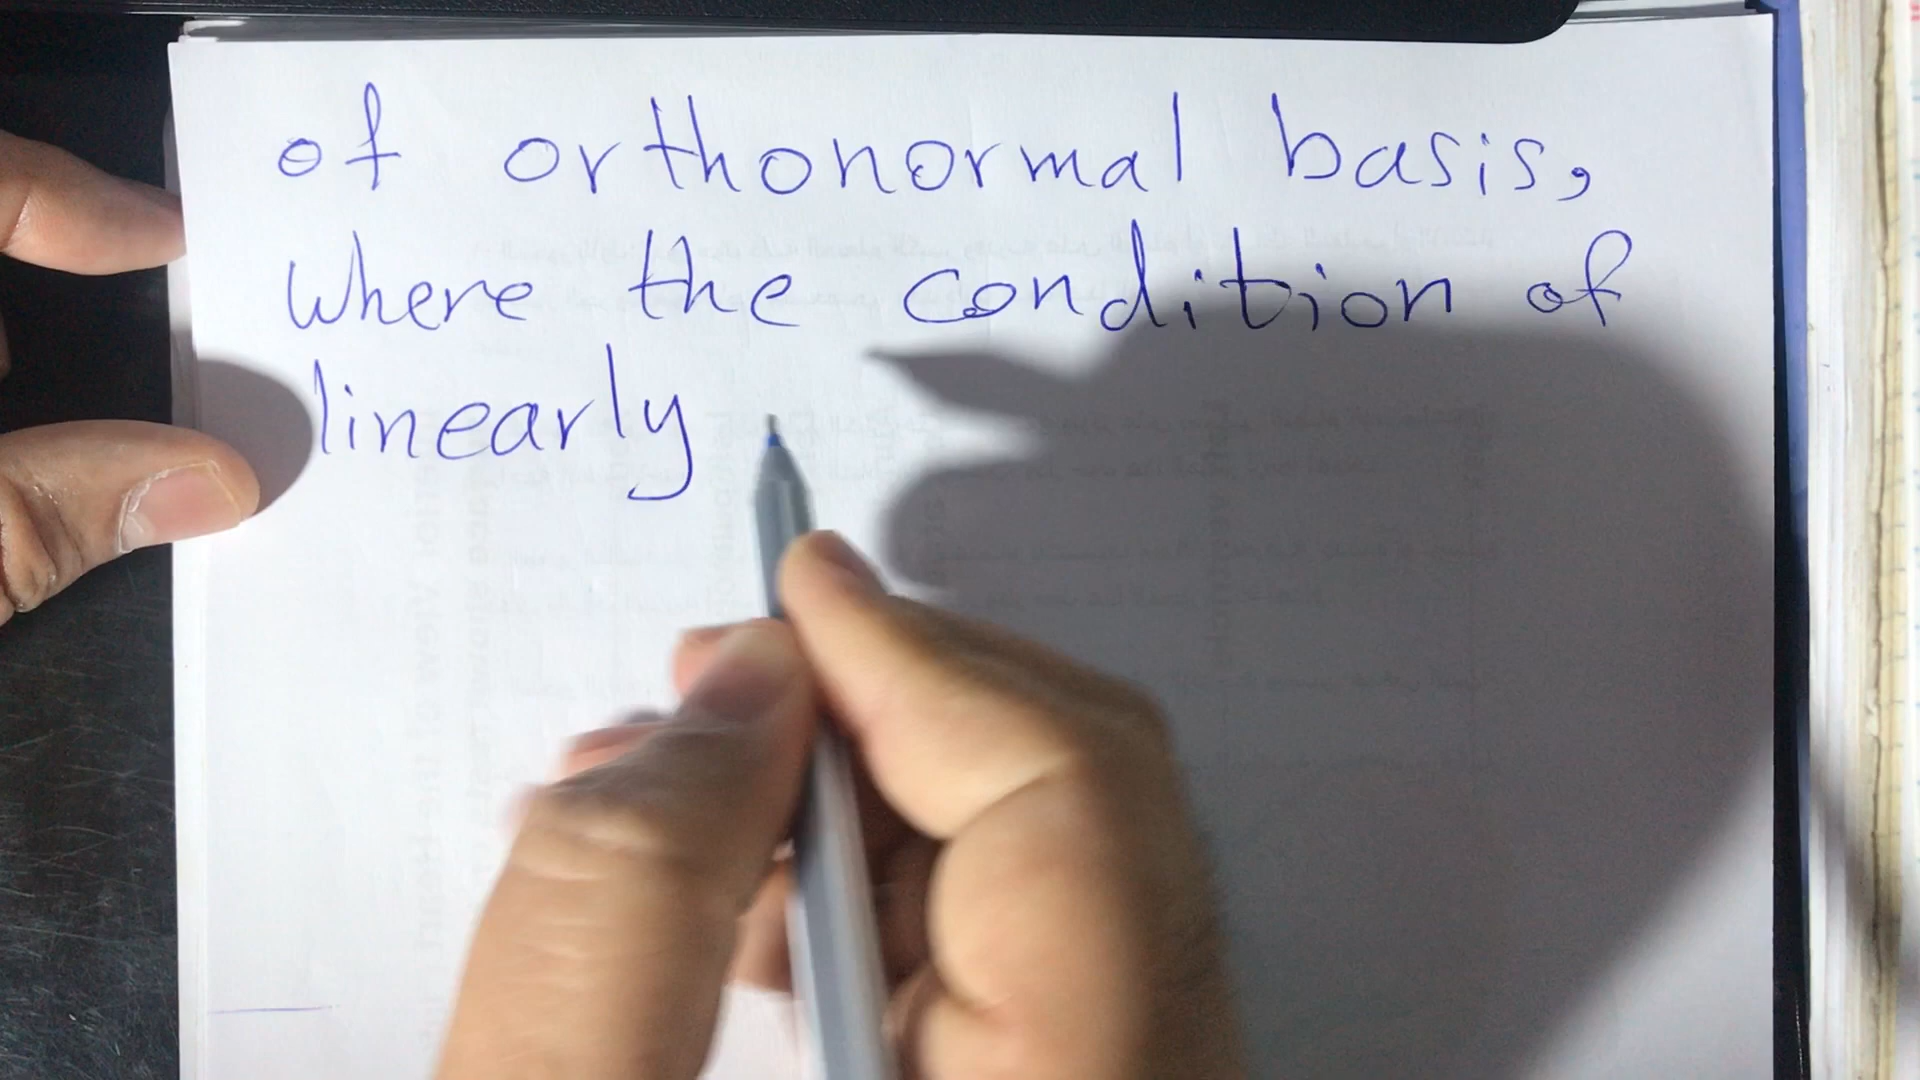 of orthonormal basis,
where the condition of
linearly